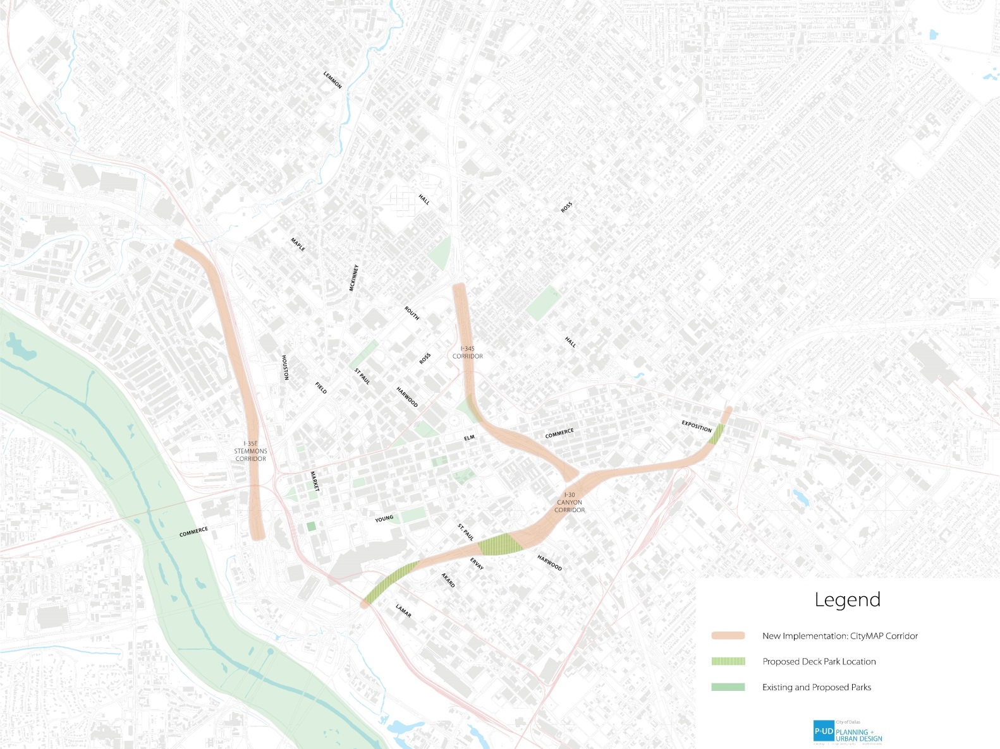 LEMMON
HALL
ROSS
MAPLE
MCKINNEY
ROUTH
HALL
I-345
CORRIDOR
HOUSTON
ROSS
ST PAUL
FIELD
HARWOOD
EXPOSITION
COMMERCE
ELM
I-35E
STEMMONS
CORRIDOR
MARKET
I-30
CANYON
CORRIDOR
YOUNG
COMMERCE
ST. PAUL
ERVAY
HARWOOD
AKARD
LAMAR
Legend
New Implementation: CityMAP Corridor
Proposed Deck Park Location
Existing and Proposed Parks
City of Dallas
P+UD PLANNING +
URBAN DESIGN